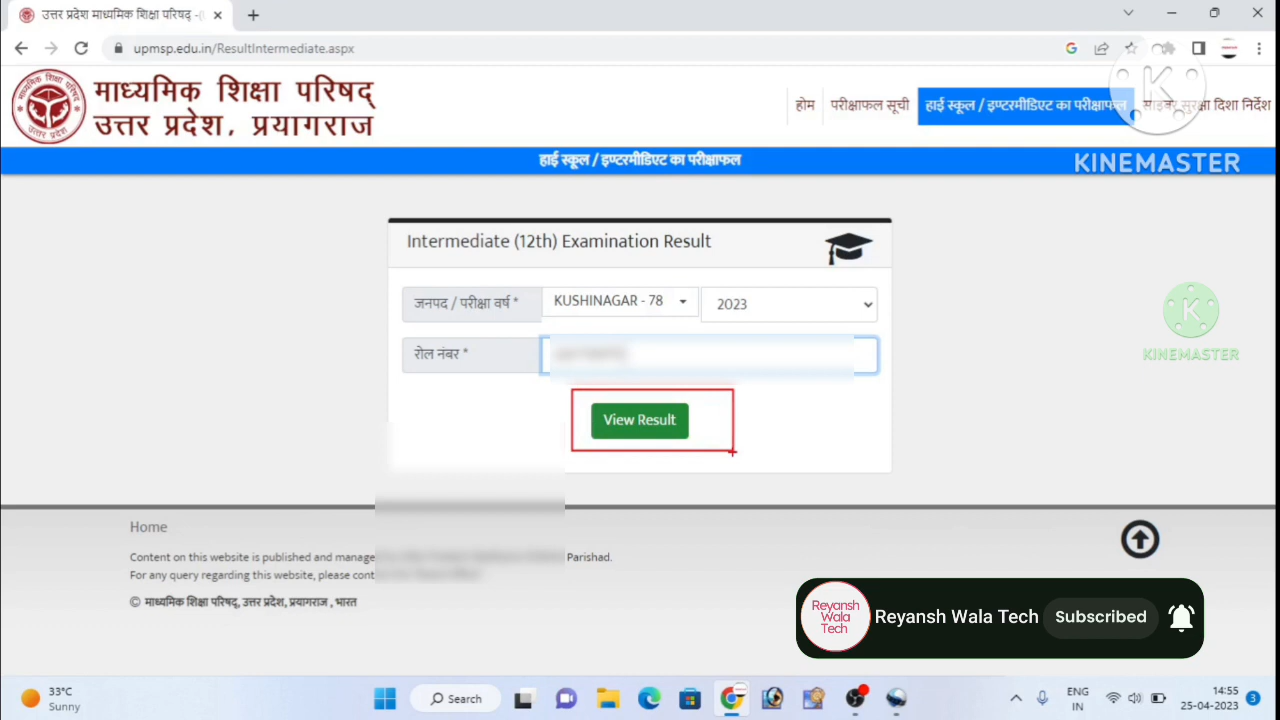 उत्तर प्रदेश माध्यमिक शिक्षा परिषद् -(
upmsp.edu.in/ResultIntermediate.aspx
माध्यमिक शिक्षा परिषद्
उत्तर प्रदेश, प्रयागराज
होम परीक्षाफल सूची हाई स्कूल / इण्टरमीडिएट का परीक्षाफल साइबर सुरक्षा दिशा निर्देश
K
हाई स्कूल / इण्टरमीडिएट का परीक्षाफल
KINEMASTER
Intermediate (12th) Examination Result
जनपद / परीक्षा वर्ष * KUSHINAGAR - 78 2023
रोल नंबर *
View Result
K
KINEMASTER
Home
Content on this website is published and manage Parishad.
For any query regarding this website, please cont
© माध्यमिक शिक्षा परिषद्, उत्तर प्रदेश, प्रयागराज , भारत
Reyansh
Wala
Tech
Reyansh Wala Tech Subscribed
33°C
Sunny
Search
ENG
IN
14:55
25-04-2023
3